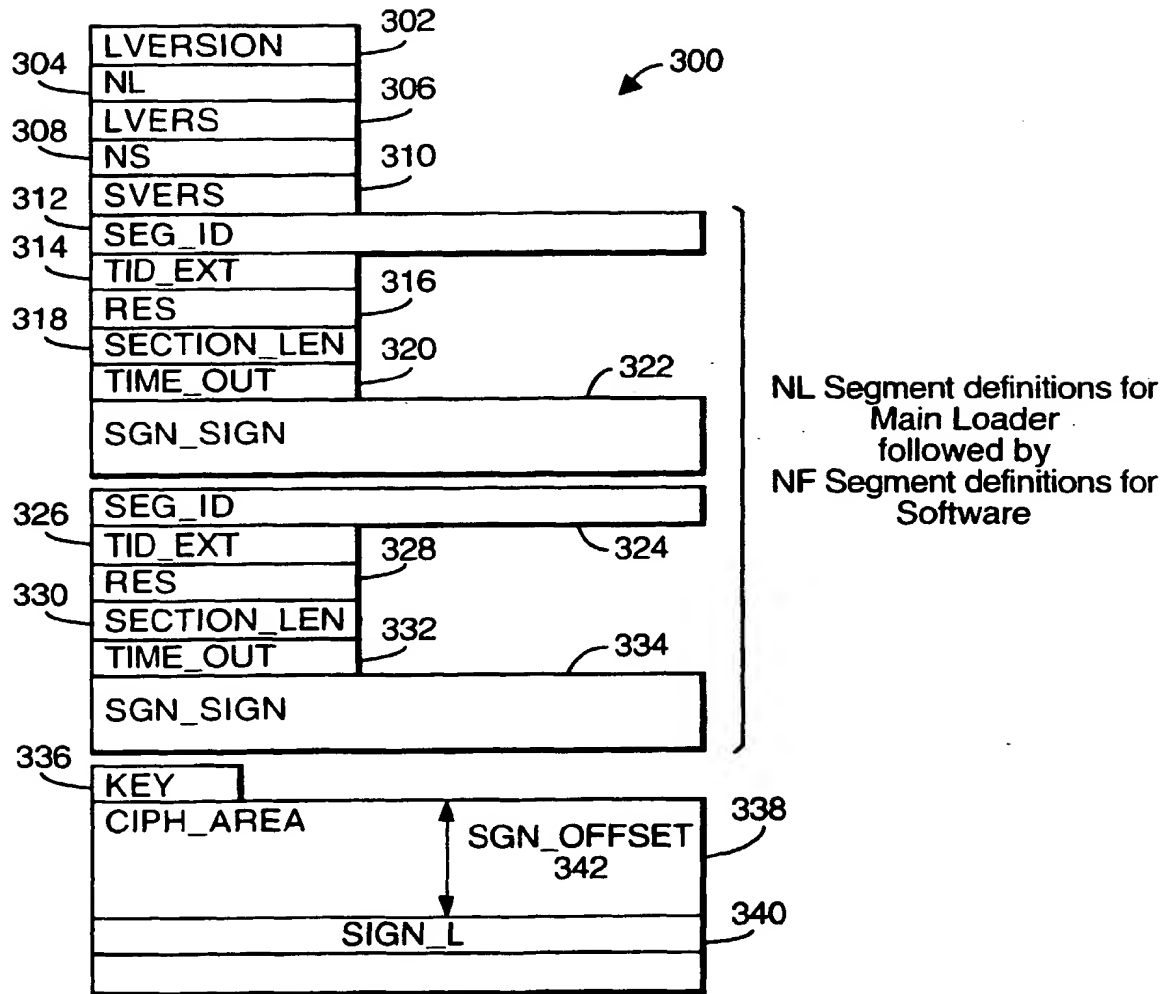 302
LVERSION
300
304
NL
306
LVERS
308
NS
310
SVERS
312
SEG_ID
314
TID_EXT
316
RES
318
SECTION_LEN
320
TIME_OUT
322
SGN_SIGN
NL Segment definitions for
Main Loader
followed by
NF Segment definitions for
Software
SEG_ID
324
326
TID_EXT
328
RES
330
SECTION_LEN
332
TIME_OUT
334
SGN_SIGN
336
KEY
CIPH_AREA
338
SGN_OFFSET
342
340
SIGN_L